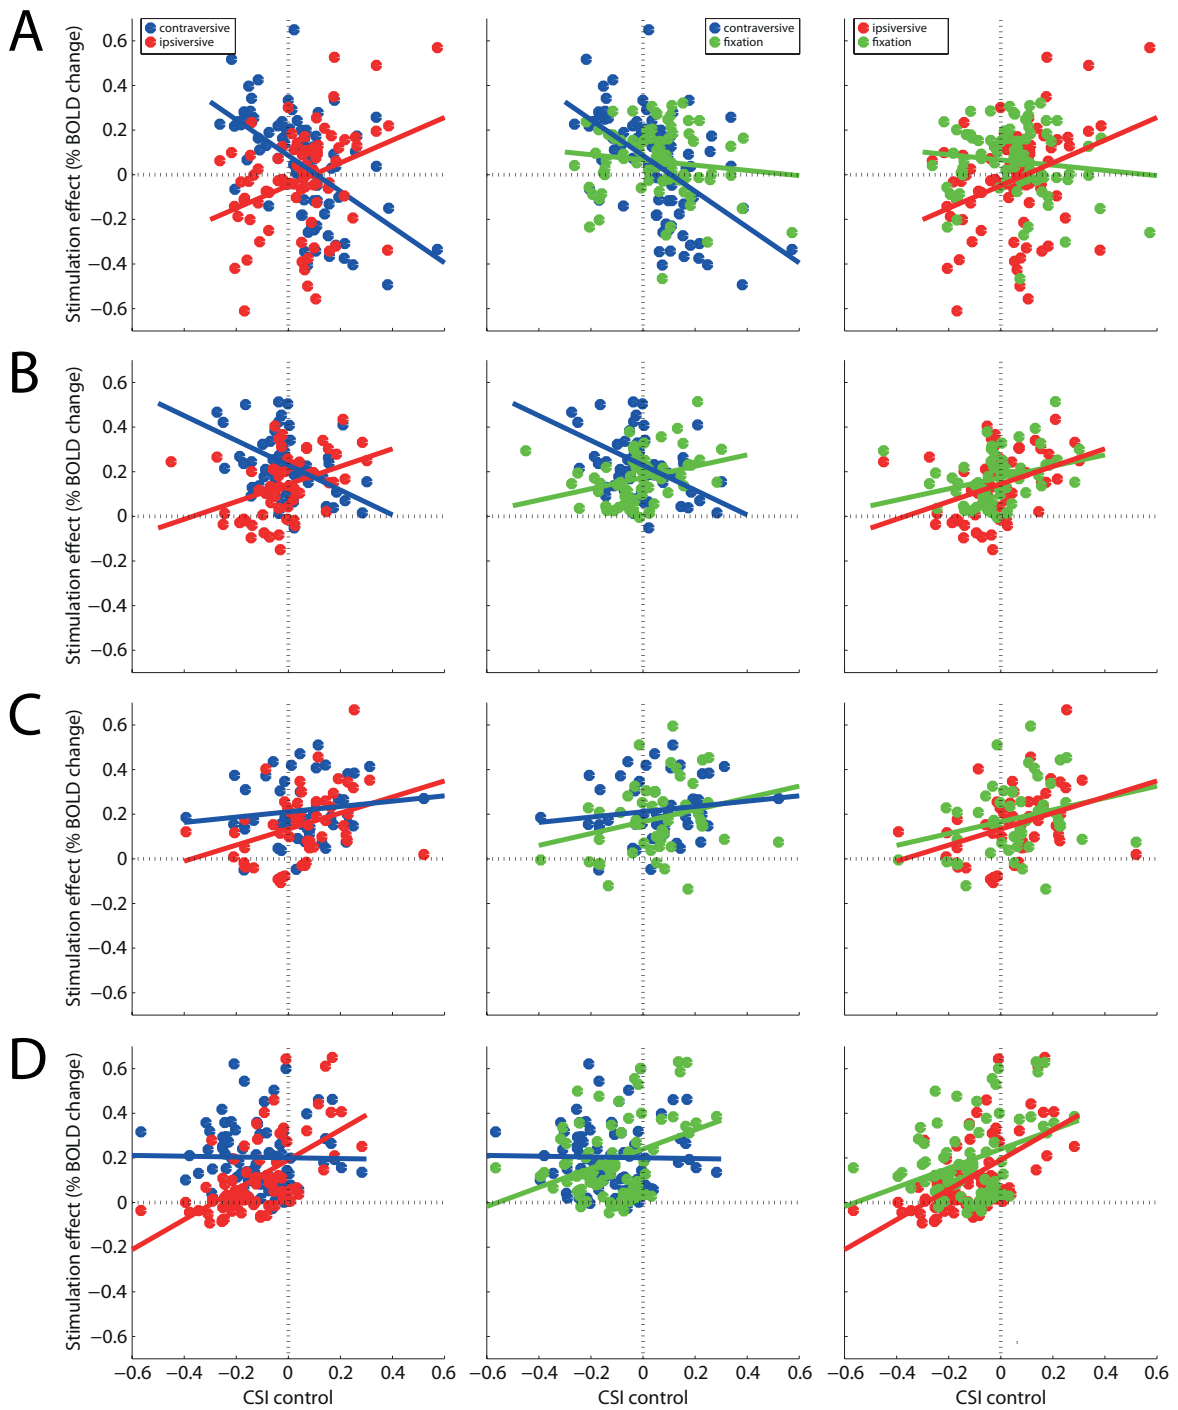 A
contraversive
ipsiversive
contraversive
fixation
ipsiversive
fixation
Stimulation effect (% BOLD change)
0.6
0.4
0.2
0
−0.2
−0.4
−0.6
B
Stimulation effect (% BOLD change)
0.6
0.4
0.2
0
−0.2
−0.4
−0.6
C
Stimulation effect (% BOLD change)
0.6
0.4
0.2
0
−0.2
−0.4
−0.6
D
Stimulation effect (% BOLD change)
0.6
0.4
0.2
0
−0.2
−0.4
−0.6
−0.6 −0.4 −0.2 0 0.2 0.4 0.6
CSI control
−0.6 −0.4 −0.2 0 0.2 0.4 0.6
CSI control
−0.6 −0.4 −0.2 0 0.2 0.4 0.6
CSI control